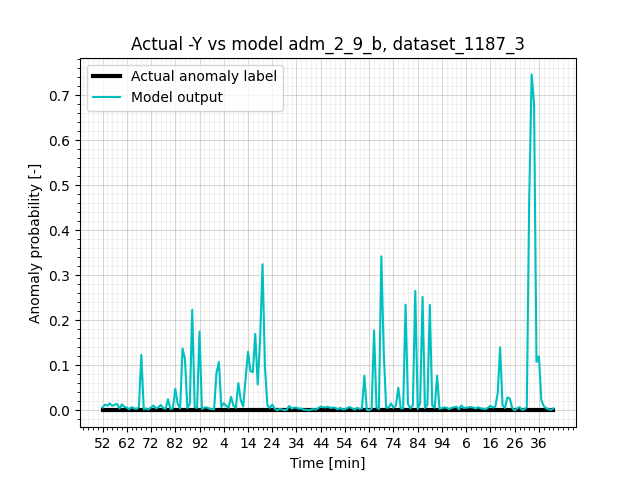 Actual -Y vs model adm_2_9_b, dataset_1187_3
Actual anomaly label
Model output
Anomaly probability [-]
0.7
0.6
0.5
0.4
0.3
0.2
0.1
0.0
52 62 72 82 92 4 14 24 34 44 54 64 74 84 94 6 16 26 36
Time [min]